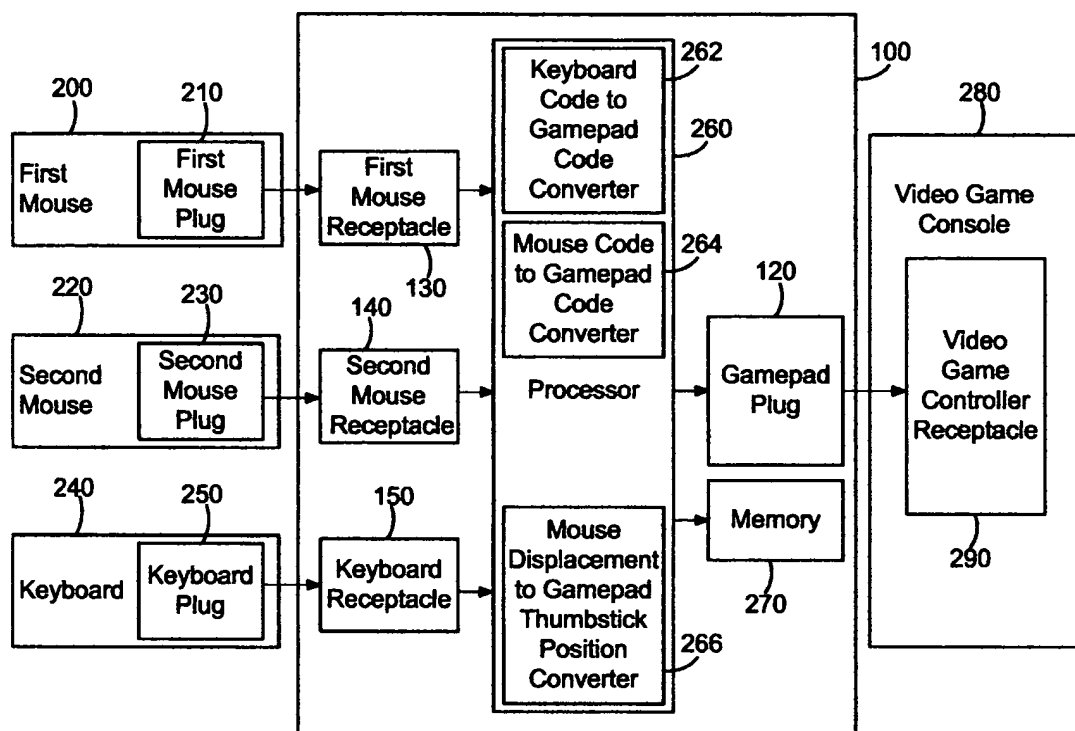 200
210
First
Mouse
First
Mouse
Plug
First
Mouse
Receptacle
130
220
230
Second
Mouse
Second
Mouse
Plug
140
Second
Mouse
Receptacle
240
250
Keyboard
Keyboard
Plug
150
Keyboard
Receptacle
262
Keyboard
Code to
Gamepad
Code
Converter
260
Mouse Code
to Gamepad
Code
Converter
264
Processor
Mouse
Displacement
to Gamepad
Thumbstick
Position
Converter
266
100
120
Gamepad
Plug
Memory
270
280
Video Game
Console
Video
Game
Controller
Receptacle
290